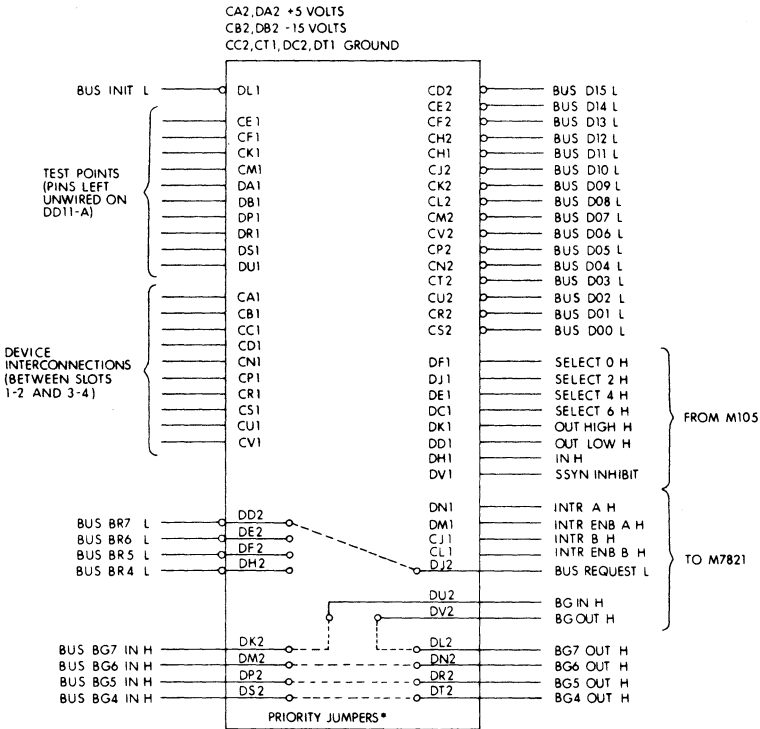 CA2,DA2 +5 VOLTS
CB2,DB2 -15 VOLTS
CC2,CT1,DC2,DT1 GROUND
BUS INIT L
DL1
TEST POINTS
(PINS LEFT
UNWIRED ON
DD11-A)
CE1
CF1
CK1
CM1
DA1
DB1
DP1
DR1
DS1
DU1
DEVICE
INTERCONNECTIONS
(BETWEEN SLOTS
1-2 AND 3-4)
CA1
CB1
CC1
CD1
CN1
CP1
CR1
CS1
CU1
CV1
CD2 BUS D15 L
CE2 BUS D14 L
CF2 BUS D13 L
CH2 BUS D12 L
CH1 BUS D11 L
CJ2 BUS D10 L
CK2 BUS D09 L
CL2 BUS D08 L
CM2 BUS D07 L
CV2 BUS D06 L
CP2 BUS D05 L
CN2 BUS D04 L
CT2 BUS D03 L
CU2 BUS D02 L
CR2 BUS D01 L
CS2 BUS D00 L
DF1 SELECT 0 H
DJ1 SELECT 2 H
DE1 SELECT 4 H
DC1 SELECT 6 H
DK1 OUT HIGH H
DD1 OUT LOW H
DH1 IN H
DV1 SSYN INHIBIT
FROM M105
DN1 INTR A H
DM1 INTR ENB A H
CJ1 INTR B H
CL1 INTR ENB B H
DJ2 BUS REQUEST L
DU2 BG IN H
DV2 BG OUT H
TO M7821
BUS BR7 L DD2
BUS BR6 L DE2
BUS BR5 L DF2
BUS BR4 L DH2
BUS BG7 IN H DK2 DL2 BG7 OUT H
BUS BG6 IN H DM2 DN2 BG6 OUT H
BUS BG5 IN H DP2 DR2 BG5 OUT H
BUS BG4 IN H DS2 DT2 BG4 OUT H
PRIORITY JUMPERS*